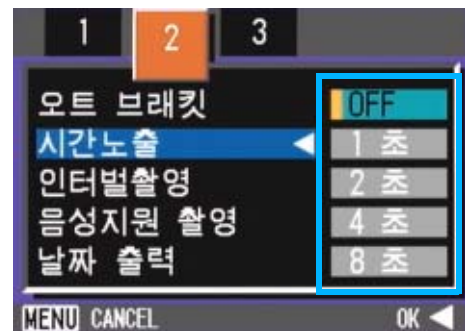 1 2 3
오트 브래킷 OFF
시간노출 1 초
인터벌촬영 2 초
음성지원 촬영 4 초
날짜 출력 8 초
MENU CANCEL OK